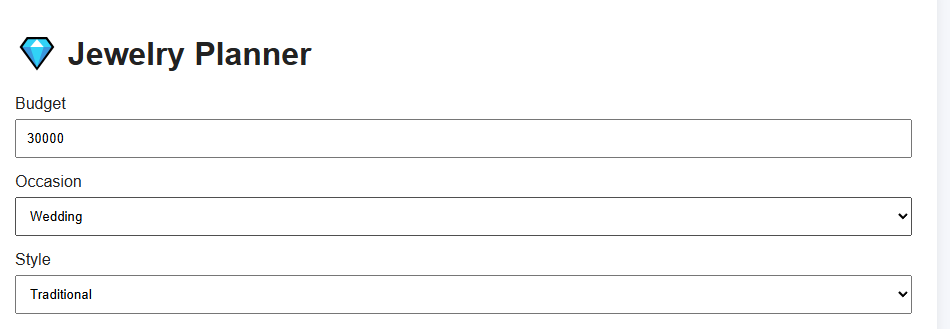 Jewelry Planner
Budget
30000
Occasion
Wedding
Style
Traditional